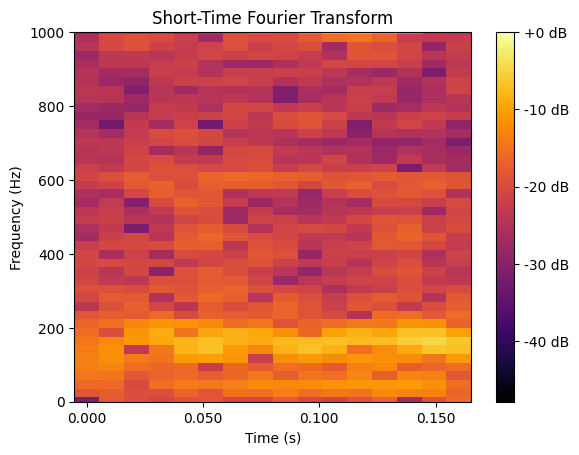 Short-Time Fourier Transform
1000
800
600
400
200
0
Frequency (Hz)
0.000
0.050
0.100
0.150
Time (s)
+0 dB
-10 dB
-20 dB
-30 dB
-40 dB